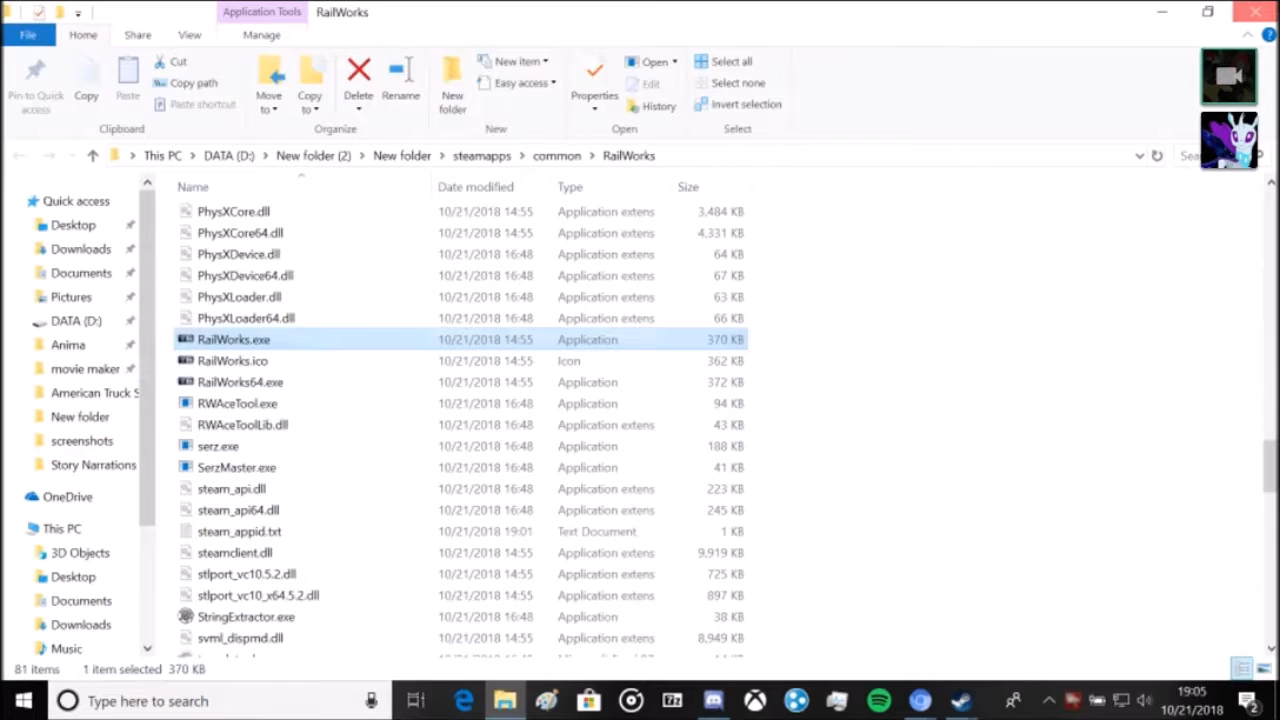 Application Tools RailWorks
File Home Share View Manage
Pin to Quick access
Copy
Paste
Cut
Copy path
Paste shortcut
Clipboard
Move to
Copy to
Delete
Rename
Organize
New folder
New item
Easy access
New
Properties
Open
Edit
History
Open
Select all
Select none
Invert selection
Select
This PC > DATA (D:) > New folder (2) > New folder > steamapps > common > RailWorks
Quick access
Desktop
Downloads
Documents
Pictures
DATA (D:)
Anima
movie maker
American Truck S
New folder
screenshots
Story Narrations
OneDrive
This PC
3D Objects
Desktop
Documents
Downloads
Music
Name Date modified Type Size
PhysXCore.dll 10/21/2018 14:55 Application extens 3,484 KB
PhysXCore64.dll 10/21/2018 14:55 Application extens 4,331 KB
PhysXDevice.dll 10/21/2018 16:48 Application extens 64 KB
PhysXDevice64.dll 10/21/2018 16:48 Application extens 67 KB
PhysXLoader.dll 10/21/2018 16:48 Application extens 63 KB
PhysXLoader64.dll 10/21/2018 16:48 Application extens 66 KB
RailWorks.exe 10/21/2018 14:55 Application 370 KB
RailWorks.ico 10/21/2018 14:55 Icon 362 KB
RailWorks64.exe 10/21/2018 14:55 Application 372 KB
RWAceTool.exe 10/21/2018 16:48 Application 94 KB
RWAceToolLib.dll 10/21/2018 16:48 Application extens 43 KB
serz.exe 10/21/2018 16:48 Application 188 KB
SerzMaster.exe 10/21/2018 16:48 Application 41 KB
steam_api.dll 10/21/2018 16:48 Application extens 223 KB
steam_api64.dll 10/21/2018 16:48 Application extens 245 KB
steam_appid.txt 10/21/2018 19:01 Text Document 1 KB
steamclient.dll 10/21/2018 14:55 Application extens 9,919 KB
stlport_vc10.5.2.dll 10/21/2018 14:55 Application extens 725 KB
stlport_vc10_x64.5.2.dll 10/21/2018 14:55 Application extens 897 KB
StringExtractor.exe 10/21/2018 16:48 Application 38 KB
svml_dispmd.dll 10/21/2018 14:55 Application extens 8,949 KB
81 items 1 item selected 370 KB
Type here to search
19:05
10/21/2018
2